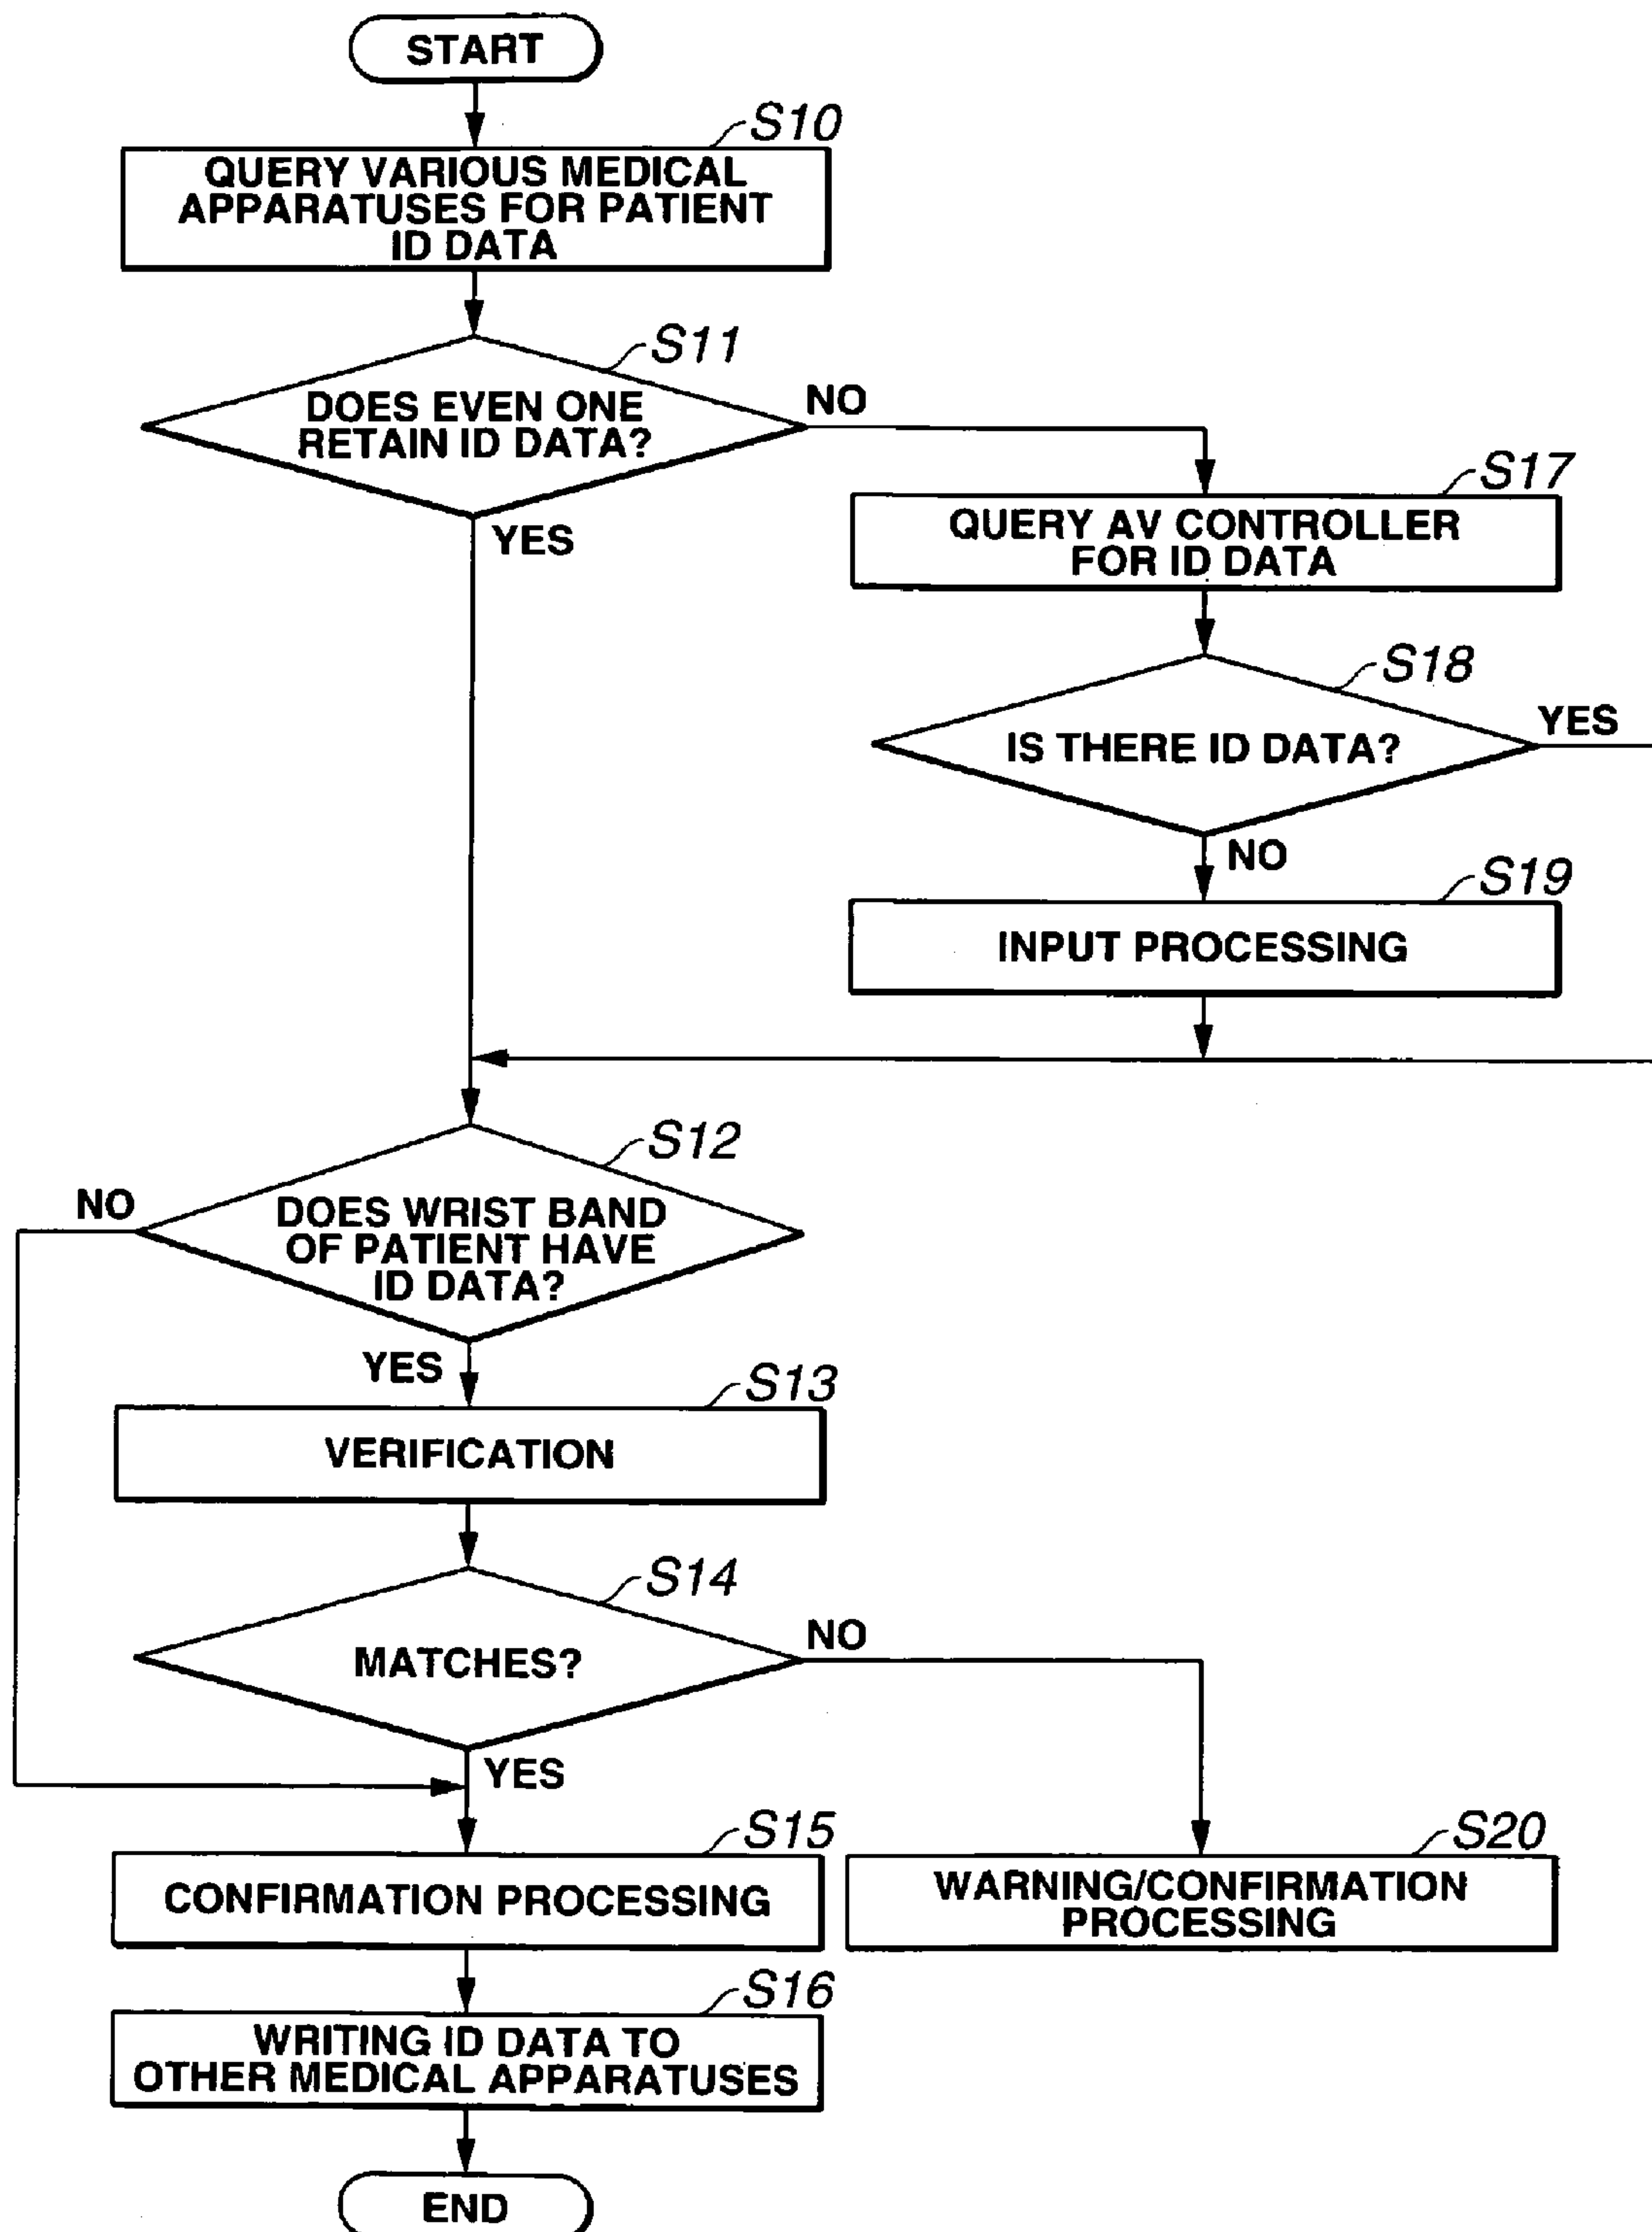 START
S10
QUERY VARIOUS MEDICAL
APPARATUSES FOR PATIENT
ID DATA
S11
DOES EVEN ONE
RETAIN ID DATA?
NO
YES
S17
QUERY AV CONTROLLER
FOR ID DATA
S18
IS THERE ID DATA?
YES
NO
S19
INPUT PROCESSING
S12
DOES WRIST BAND
OF PATIENT HAVE
ID DATA?
NO
YES
S13
VERIFICATION
S14
MATCHES?
NO
YES
S15
CONFIRMATION PROCESSING
S20
WARNING/CONFIRMATION
PROCESSING
S16
WRITING ID DATA TO
OTHER MEDICAL APPARATUSES
END